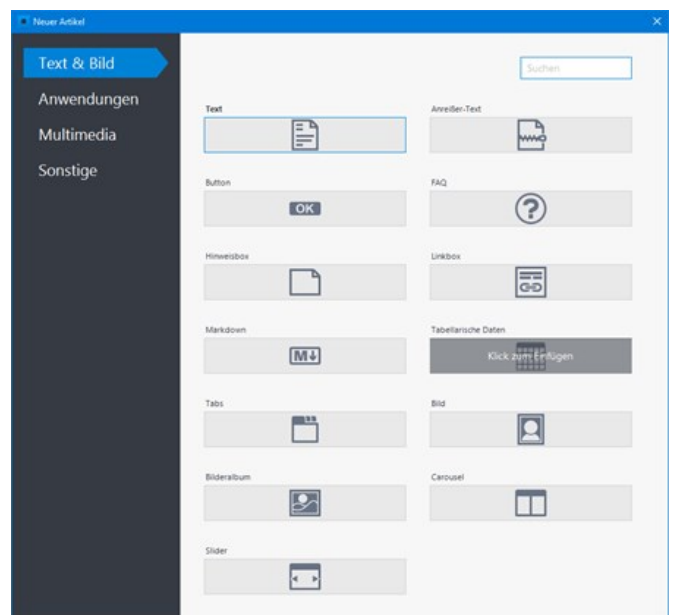 Neuer Artikel
Text & Bild
Anwendungen
Multimedia
Sonstige
Suchen
Text
Anreißer-Text
Button
OK
FAQ
?
Hinweisbox
Linkbox
Markdown
M
Tabellarische Daten
Klick zum Einfügen
Tabs
Bild
Bilderalbum
Carousel
Slider